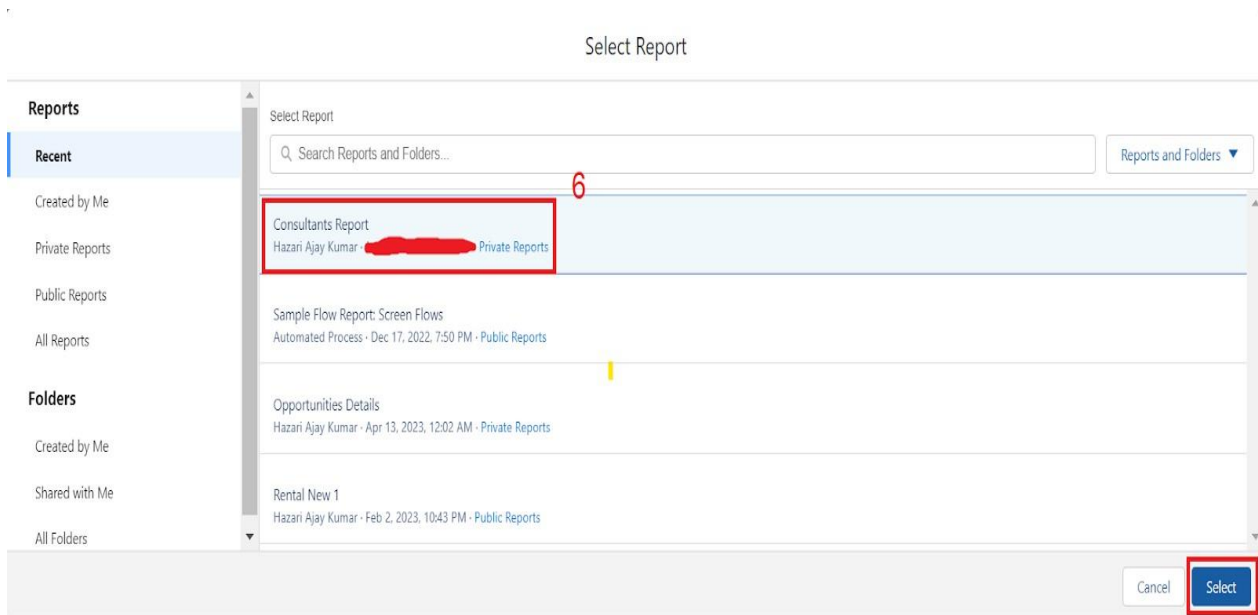 Select Report
Reports
Recent
Created by Me
Private Reports
Public Reports
All Reports
Folders
Created by Me
Shared with Me
All Folders
Select Report
Search Reports and Folders...
Reports and Folders
6
Consultants Report
Hazari Ajay Kumar · Private Reports
Sample Flow Report: Screen Flows
Automated Process · Dec 17, 2022, 7:50 PM · Public Reports
Opportunities Details
Hazari Ajay Kumar · Apr 13, 2023, 12:02 AM · Private Reports
Rental New 1
Hazari Ajay Kumar · Feb 2, 2023, 10:43 PM · Public Reports
Cancel
Select